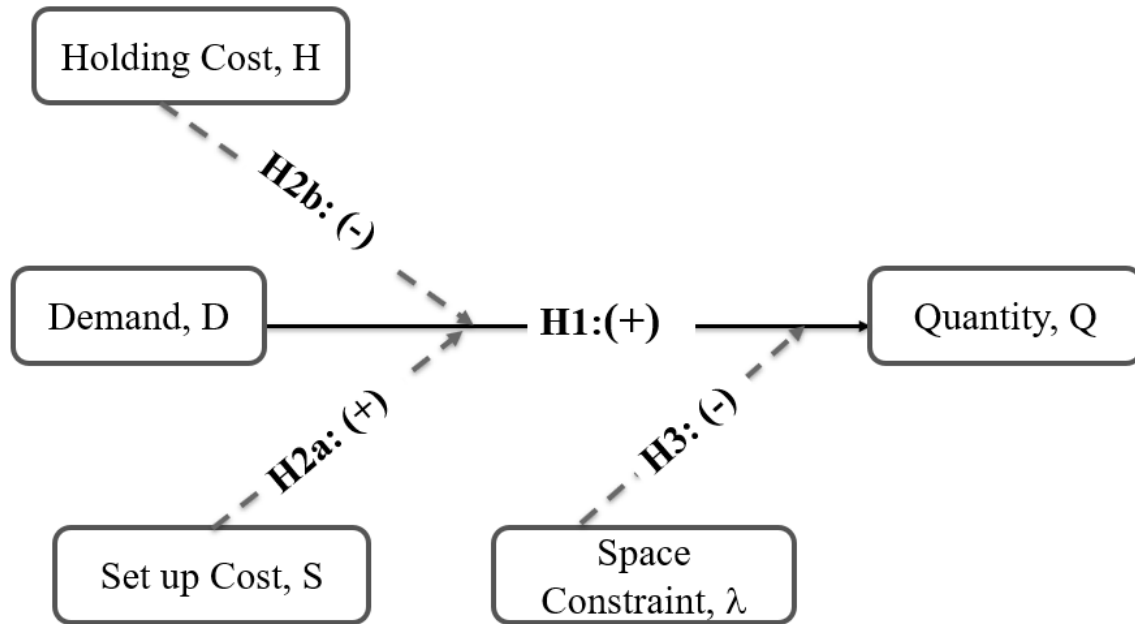 Holding Cost, H
H2b: (-)
Demand, D
H1:(+)
Quantity, Q
H2a: (+)
H3: (-)
Set up Cost, S
Space
Constraint, λ